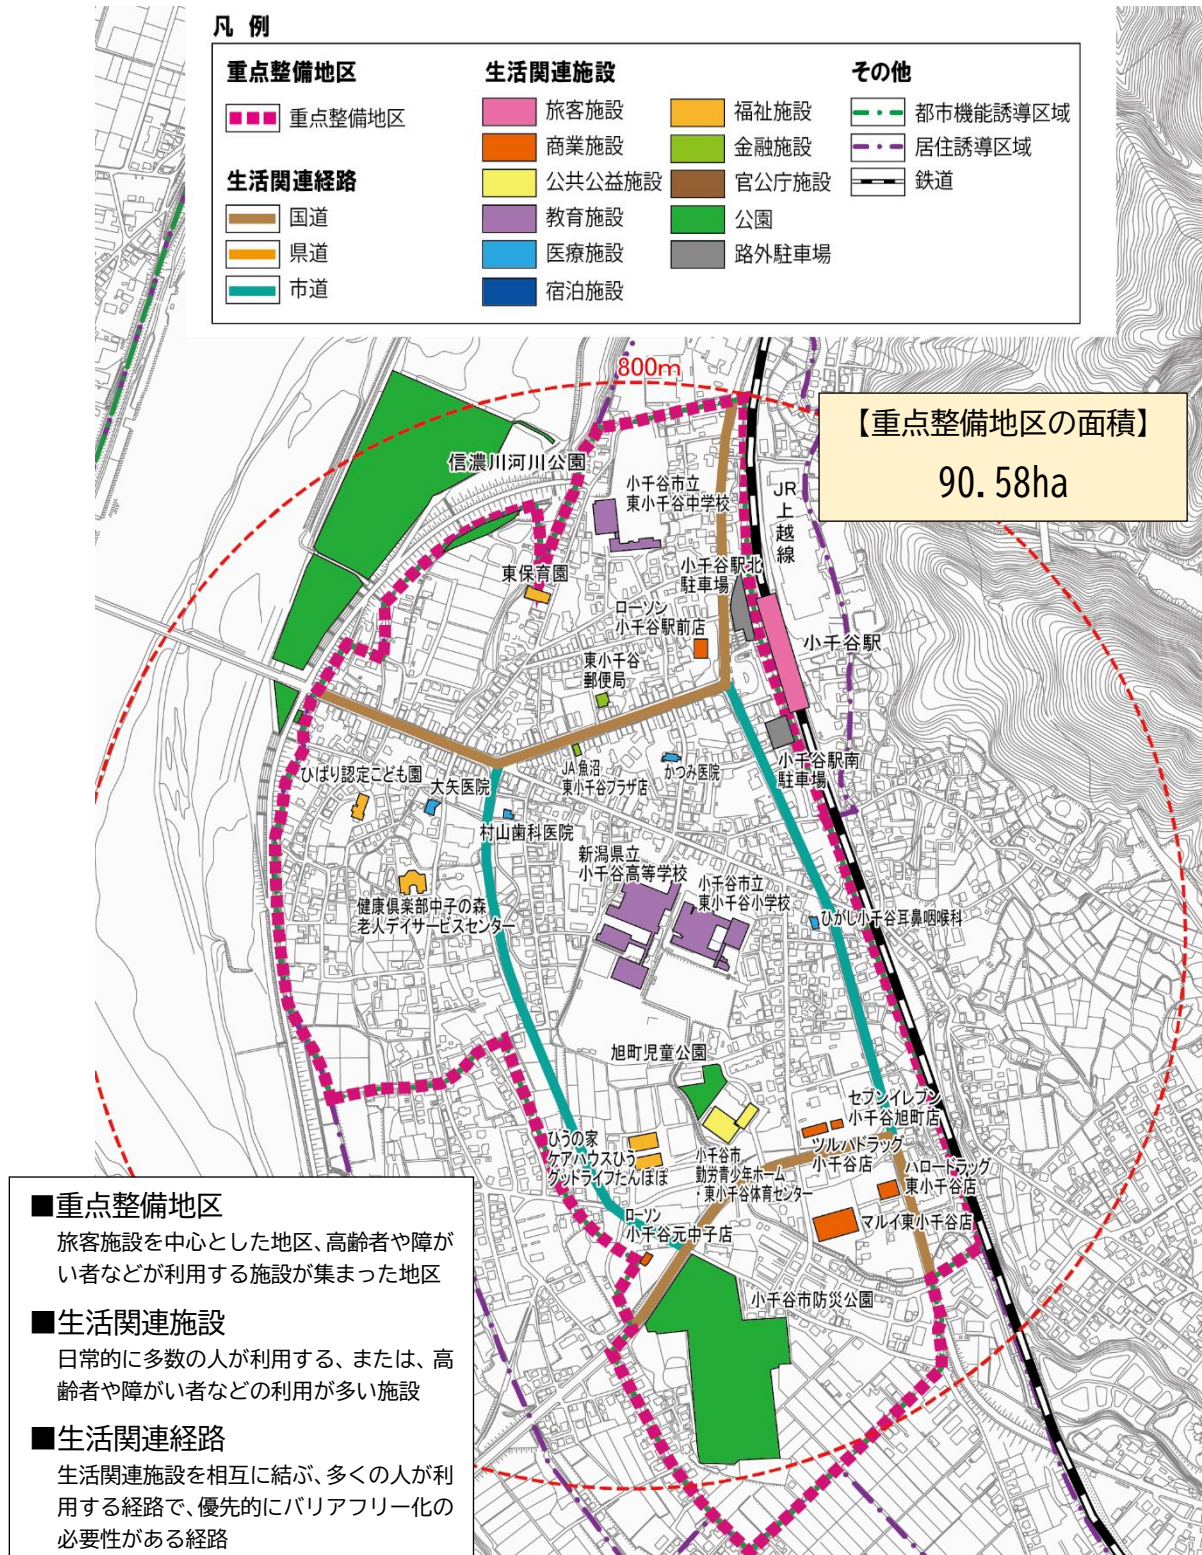 凡 例
重点整備地区
重点整備地区
生活関連経路
国道
県道
市道
生活関連施設
旅客施設
商業施設
公共公益施設
教育施設
医療施設
宿泊施設
福祉施設
金融施設
官公庁施設
公園
路外駐車場
その他
都市機能誘導区域
居住誘導区域
鉄道
800m
【重点整備地区の面積】
90.58ha
信濃川河川公園
小千谷市立
東小千谷中学校
JR上越線
小千谷駅北
駐車場
東保育園
ローソン
小千谷駅前店
小千谷駅
東小千谷
郵便局
小千谷駅南
駐車場
JA魚沼
東小千谷プラザ店
かつみ医院
ひばり認定こども園
大矢医院
村山歯科医院
新潟県立
小千谷高等学校
小千谷市立
東小千谷小学校
健康倶楽部中子の森
老人デイサービスセンター
ひがし小千谷耳鼻咽喉科
旭町児童公園
セブンイレブン
小千谷旭町店
ひうの家
ケアハウスひう
グッドライフたんぽぽ
小千谷市
勤労青少年ホーム
・東小千谷体育センター
ツルハドラッグ
小千谷店
ハロードラッグ
東小千谷店
マルイ東小千谷店
ローソン
小千谷元中子店
小千谷市防災公園
■重点整備地区
旅客施設を中心とした地区、高齢者や障が
い者などが利用する施設が集まった地区
■生活関連施設
日常的に多数の人が利用する、または、高
齢者や障がい者などの利用が多い施設
■生活関連経路
生活関連施設を相互に結ぶ、多くの人が利
用する経路で、優先的にバリアフリー化の
必要性がある経路